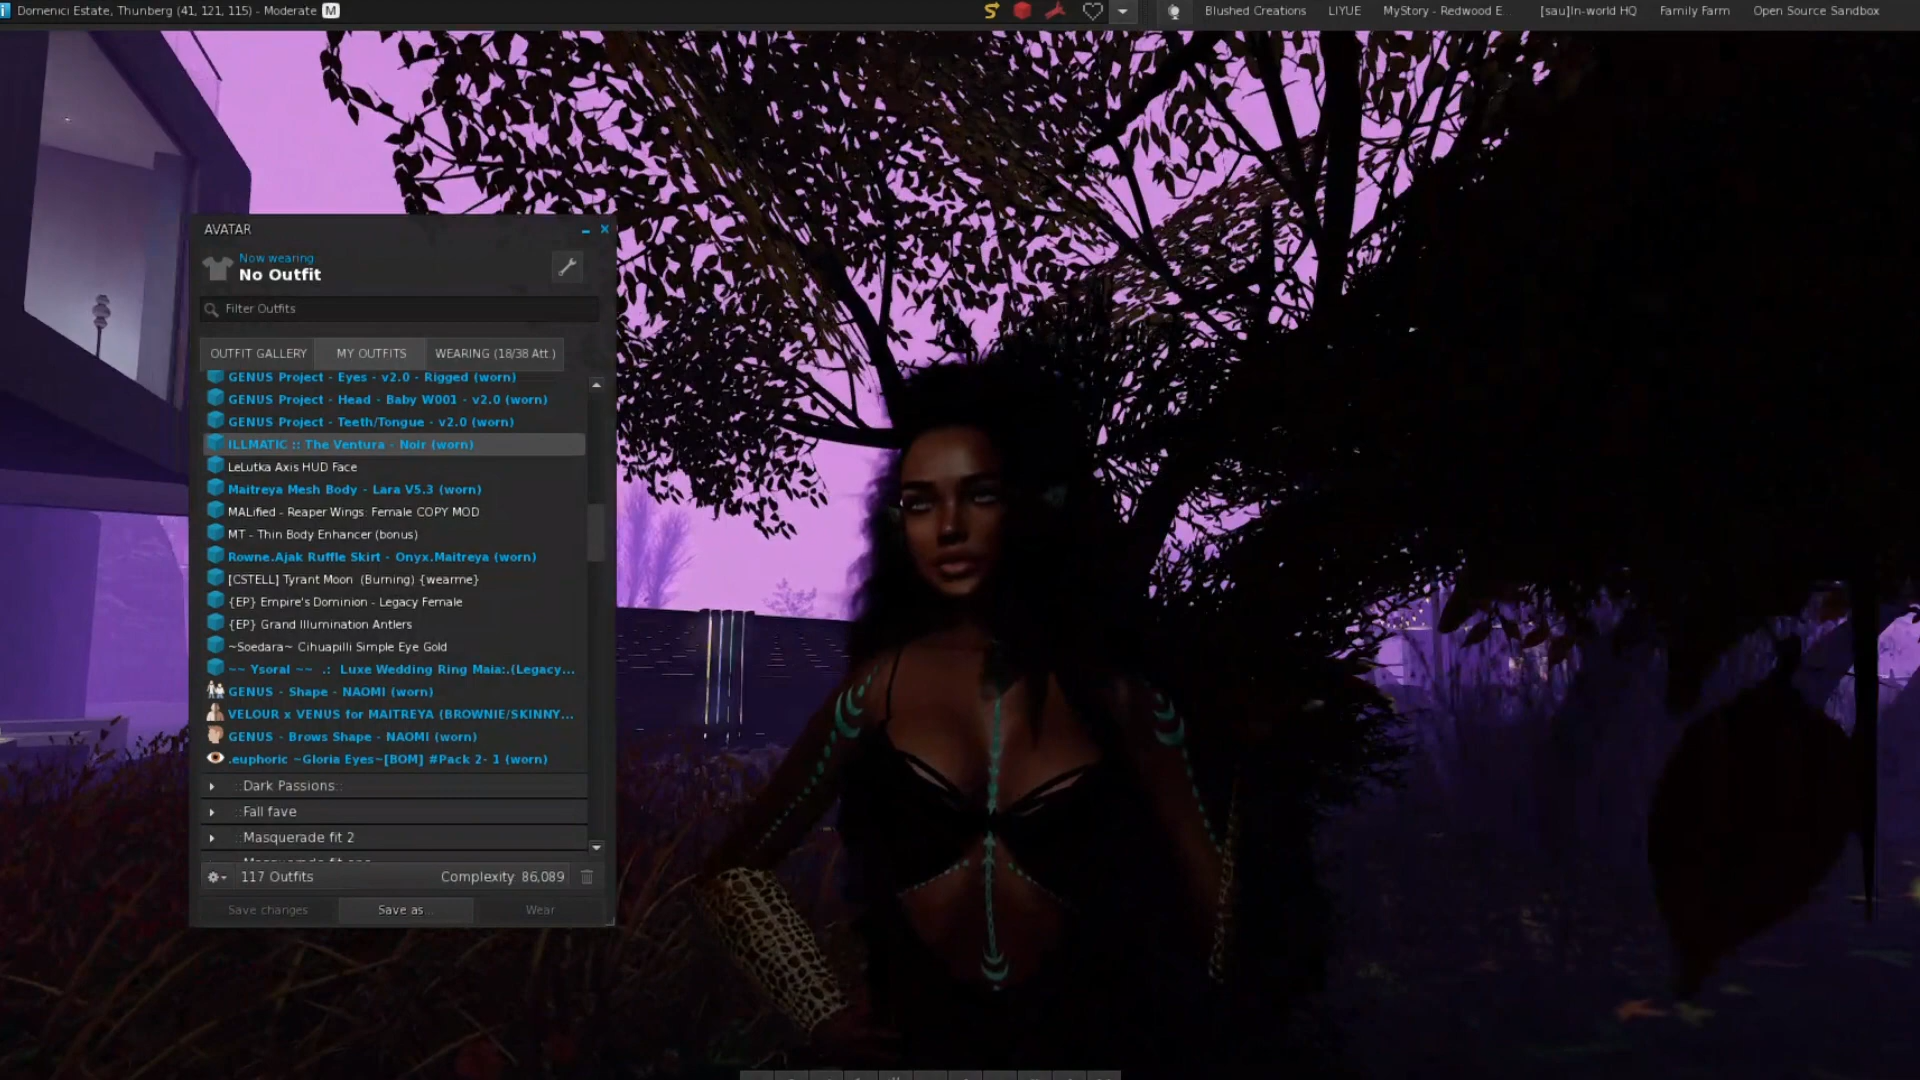 Domenici Estate, Thunberg (41, 121, 115) - Moderate M
Blushed Creations LIYUE MyStory - Redwood E... [sau]In-world HQ Family Farm Open Source Sandbox
AVATAR
Now wearing
No Outfit
Filter Outfits
OUTFIT GALLERY MY OUTFITS WEARING (18/38 Att.)
GENUS Project - Eyes - v2.0 - Rigged (worn)
GENUS Project - Head - Baby W001 - v2.0 (worn)
GENUS Project - Teeth/Tongue - v2.0 (worn)
ILLMATIC :: The Ventura - Noir (worn)
LeLutka Axis HUD Face
Maitreya Mesh Body - Lara V5.3 (worn)
MALified - Reaper Wings: Female COPY MOD
MT - Thin Body Enhancer (bonus)
Rowne.Ajak Ruffle Skirt - Onyx.Maitreya (worn)
[CSTELL] Tyrant Moon (Burning) {wearme}
{EP} Empire's Dominion - Legacy Female
{EP} Grand Illumination Antlers
~Soedara~ Cihuapilli Simple Eye Gold
~~ Ysoral ~~ .: Luxe Wedding Ring Maia:.(Legacy...
GENUS - Shape - NAOMI (worn)
VELOUR x VENUS for MAITREYA (BROWNIE/SKINNY...
GENUS - Brows Shape - NAOMI (worn)
.euphoric ~Gloria Eyes~[BOM] #Pack 2- 1 (worn)
::Dark Passions::
::Fall fave
::Masquerade fit 2
117 Outfits Complexity: 86,089
Save changes Save as... Wear